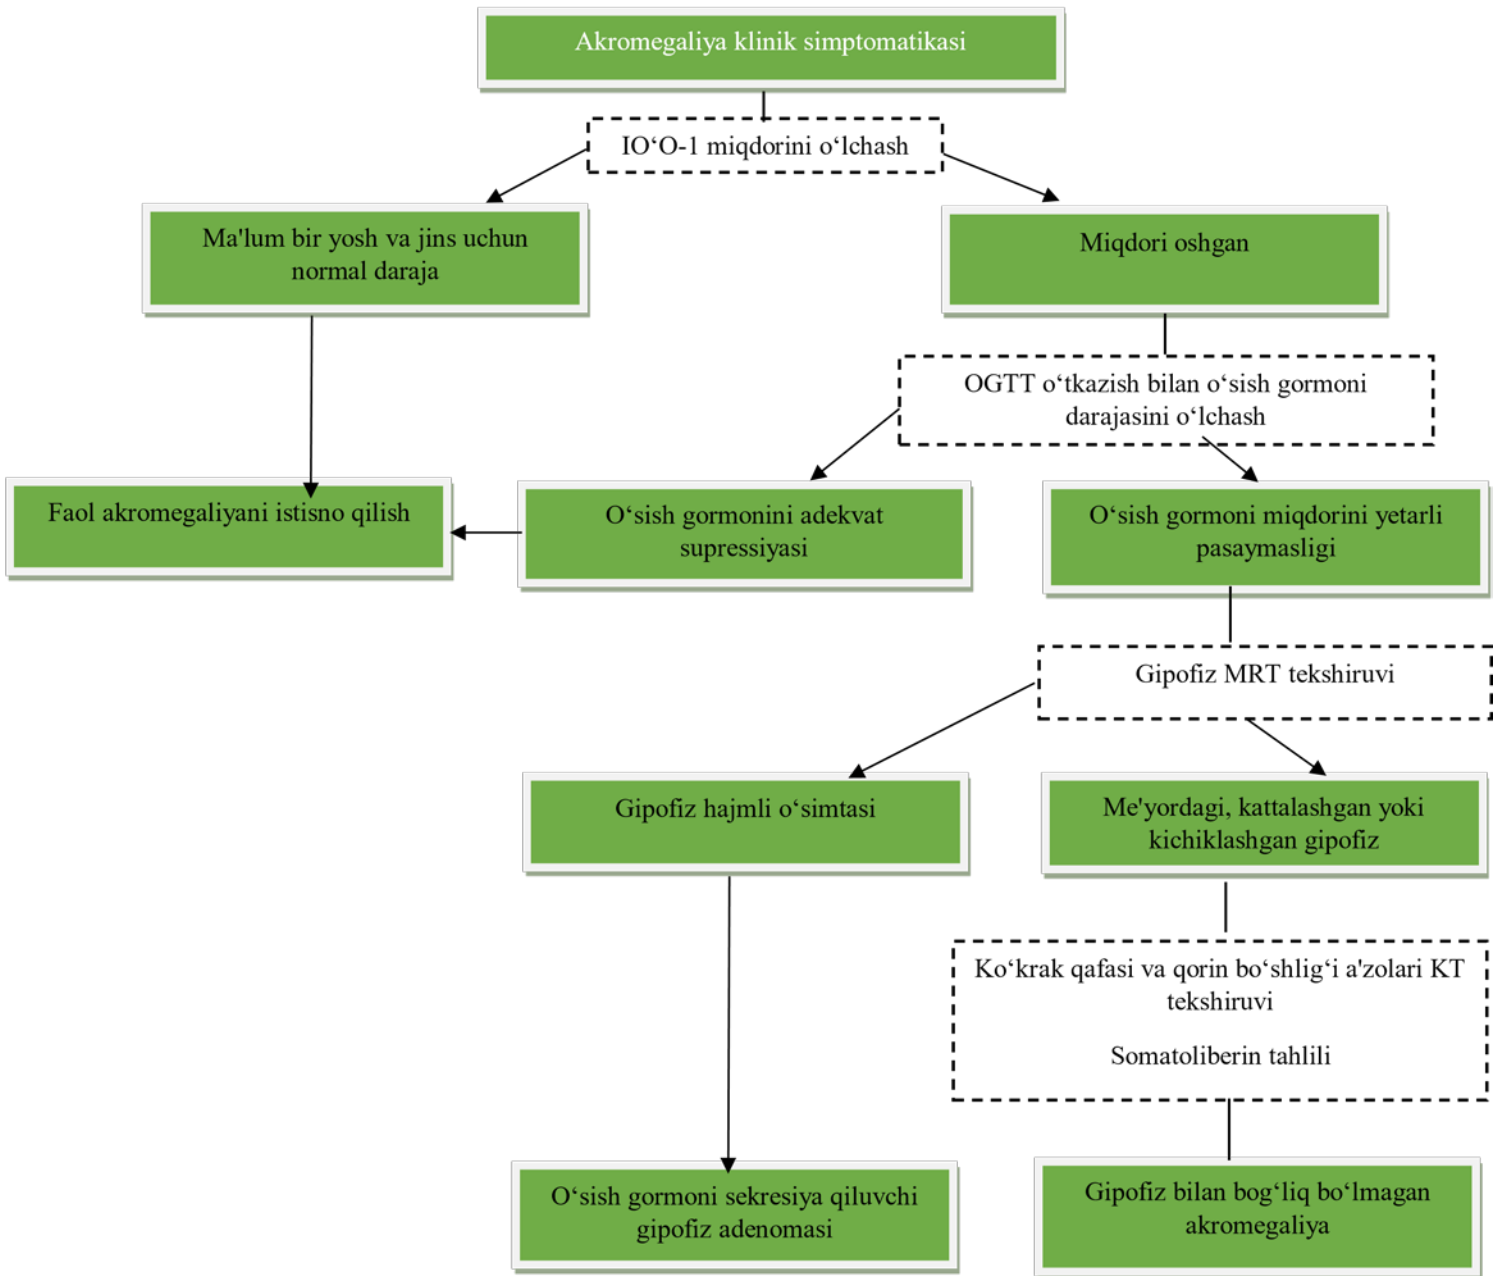 Akromegaliya klinik simptomatikasi
IO‘O-1 miqdorini o‘lchash
Ma'lum bir yosh va jins uchun
normal daraja
Miqdori oshgan
OGTT o‘tkazish bilan o‘sish gormoni
darajasini o‘lchash
Faol akromegaliyani istisno qilish
O‘sish gormonini adekvat
supressiyasi
O‘sish gormoni miqdorini yetarli
pasaymasligi
Gipofiz MRT tekshiruvi
Gipofiz hajmli o‘simtasi
Me'yordagi, kattalashgan yoki
kichiklashgan gipofiz
Ko‘krak qafasi va qorin bo‘shlig‘i a'zolari KT
tekshiruvi
Somatoliberin tahlili
O‘sish gormoni sekresiya qiluvchi
gipofiz adenomasi
Gipofiz bilan bog‘liq bo‘lmagan
akromegaliya